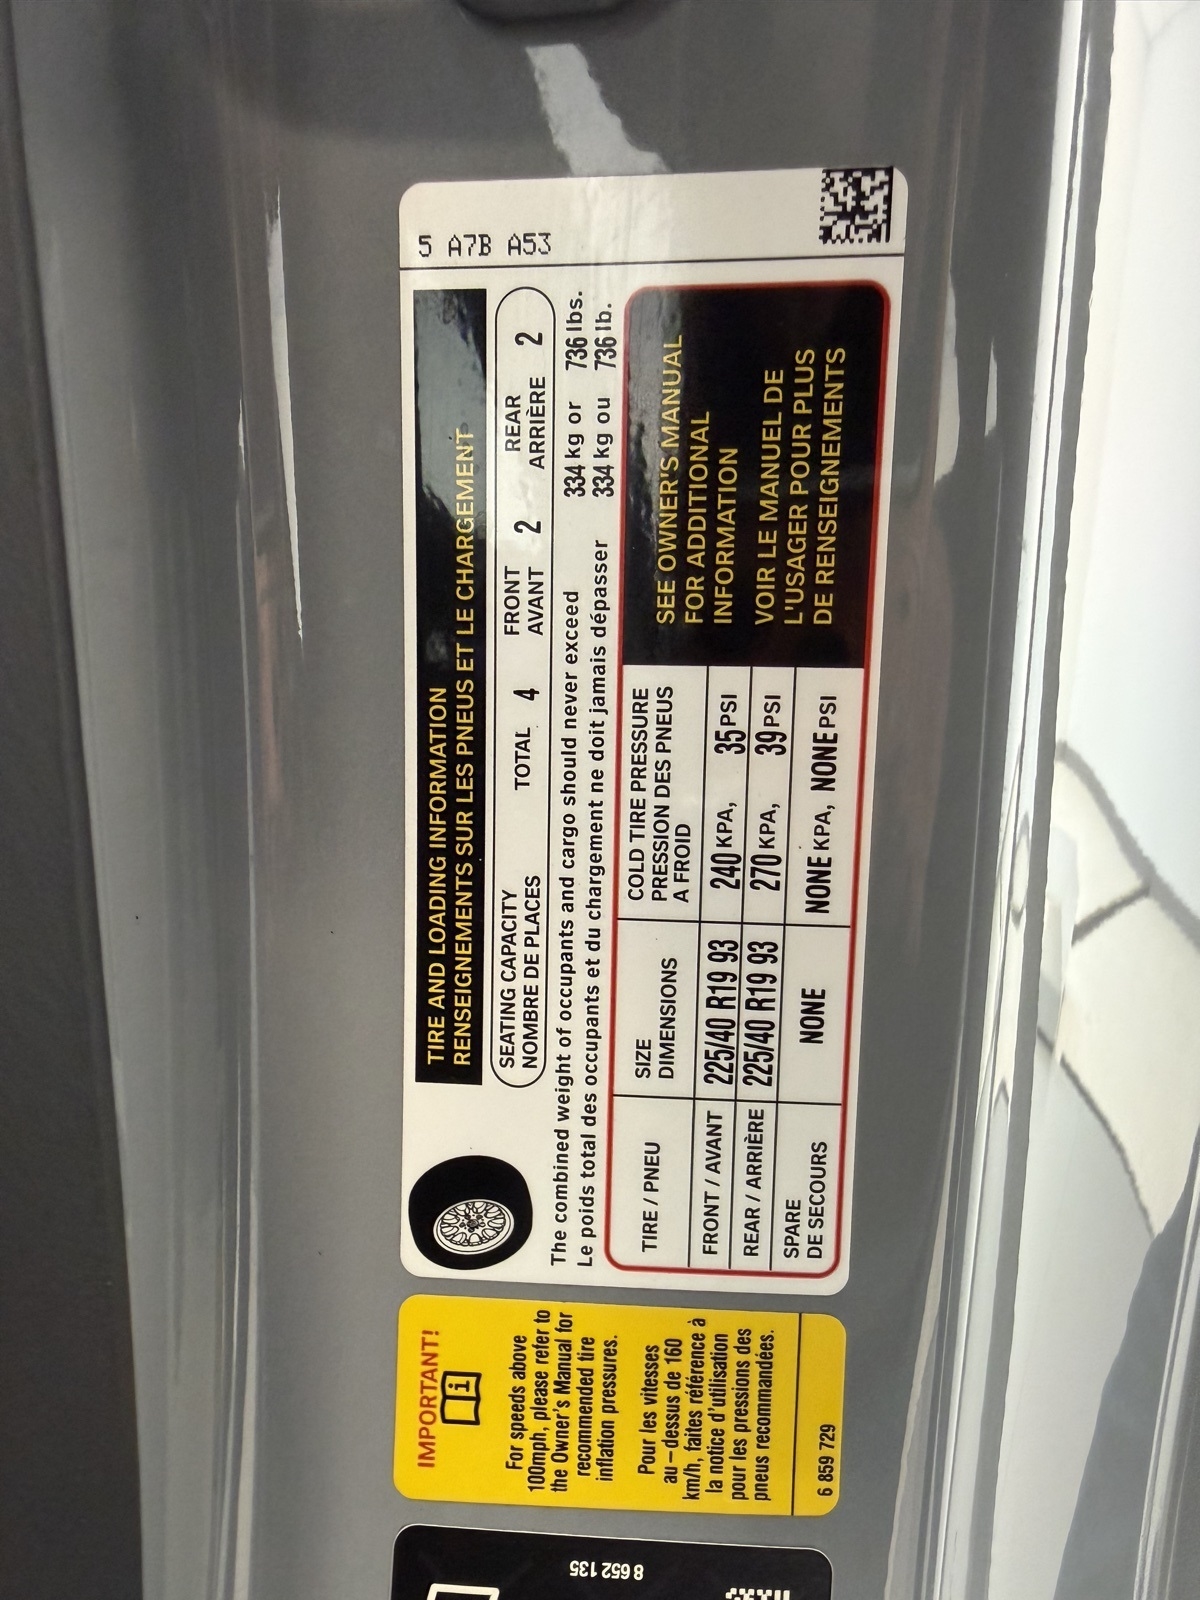 5 A7B A53
TIRE AND LOADING INFORMATION
RENSEIGNEMENTS SUR LES PNEUS ET LE CHARGEMENT
SEATING CAPACITY
NOMBRE DE PLACES
TOTAL 4
FRONT
AVANT 2
REAR
ARRIÈRE 2
The combined weight of occupants and cargo should never exceed 334 kg or 736 lbs.
Le poids total des occupants et du chargement ne doit jamais dépasser 334 kg ou 736 lb.
TIRE / PNEU
SIZE
DIMENSIONS
COLD TIRE PRESSURE
PRESSION DES PNEUS
A FROID
FRONT / AVANT 225/40 R19 93 240 KPA, 35 PSI
REAR / ARRIÈRE 225/40 R19 93 270 KPA, 39 PSI
SPARE
DE SECOURS NONE NONE KPA, NONE PSI
SEE OWNER'S MANUAL
FOR ADDITIONAL
INFORMATION
VOIR LE MANUEL DE
L'USAGER POUR PLUS
DE RENSEIGNEMENTS
IMPORTANT!
i
For speeds above
100mph, please refer to
the Owner's Manual for
recommended tire
inflation pressures.
Pour les vitesses
au – dessus de 160
km/h, faites référence à
la notice d'utilisation
pour les pressions des
pneus recommandées.
6 859 729
8 652 135